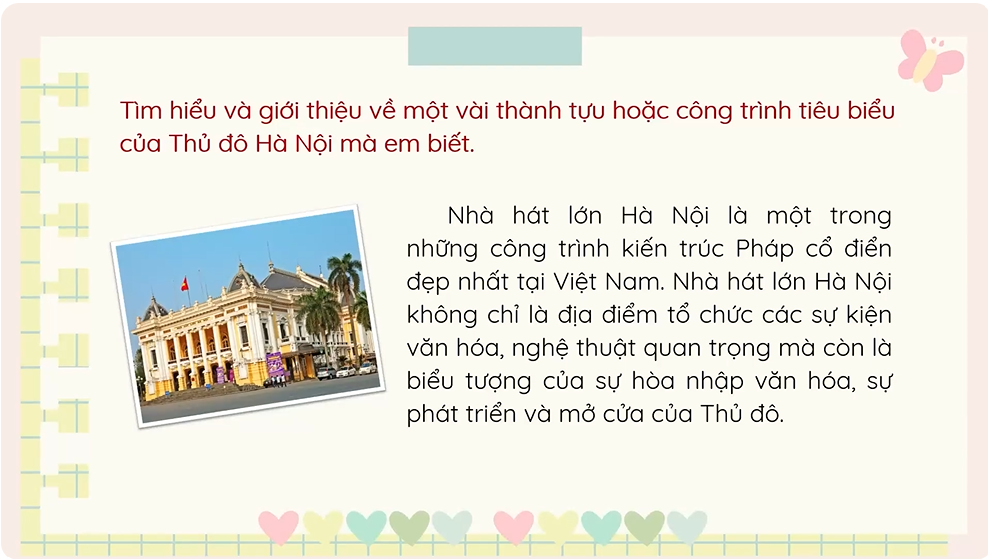 Tìm hiểu và giới thiệu về một vài thành tựu hoặc công trình tiêu biểu
của Thủ đô Hà Nội mà em biết.
Nhà hát lớn Hà Nội là một trong
những công trình kiến trúc Pháp cổ điển
đẹp nhất tại Việt Nam. Nhà hát lớn Hà Nội
không chỉ là địa điểm tổ chức các sự kiện
văn hóa, nghệ thuật quan trọng mà còn là
biểu tượng của sự hòa nhập văn hóa, sự
phát triển và mở cửa của Thủ đô.